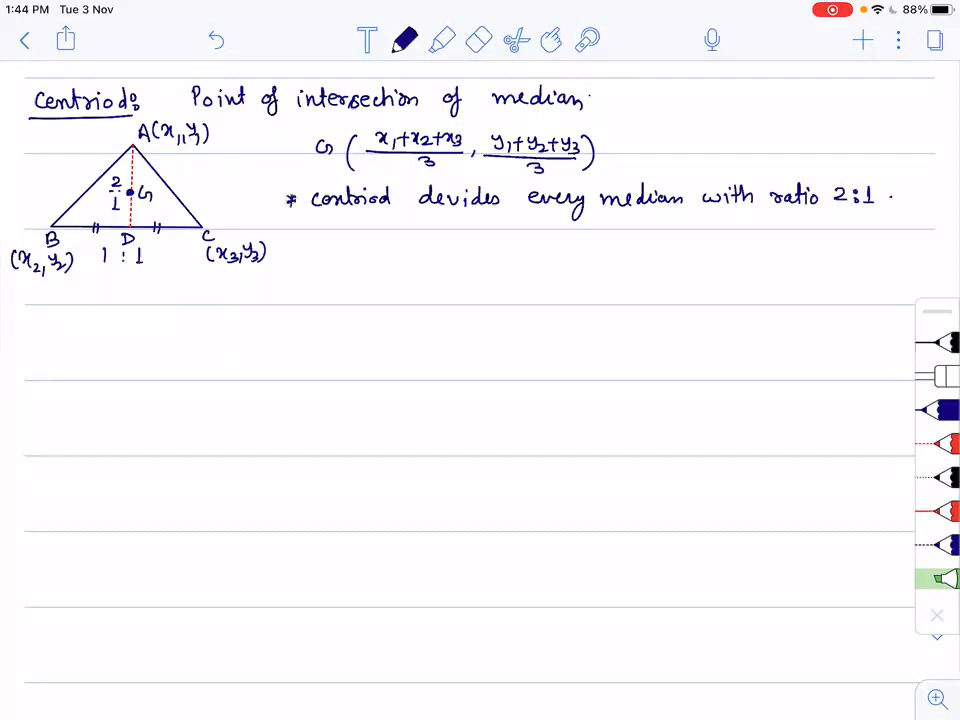 1:44 PM Tue 3 Nov
88%
T
Centriod:
Point of intersection of median.
A(x1,y1)
G (x1+x2+x3/3, y1+y2+y3/3)
2
1
G
* centriod devides every median with ratio 2:1.
B
D
C
(x2,y2)
1 : 1
(x3,y3)